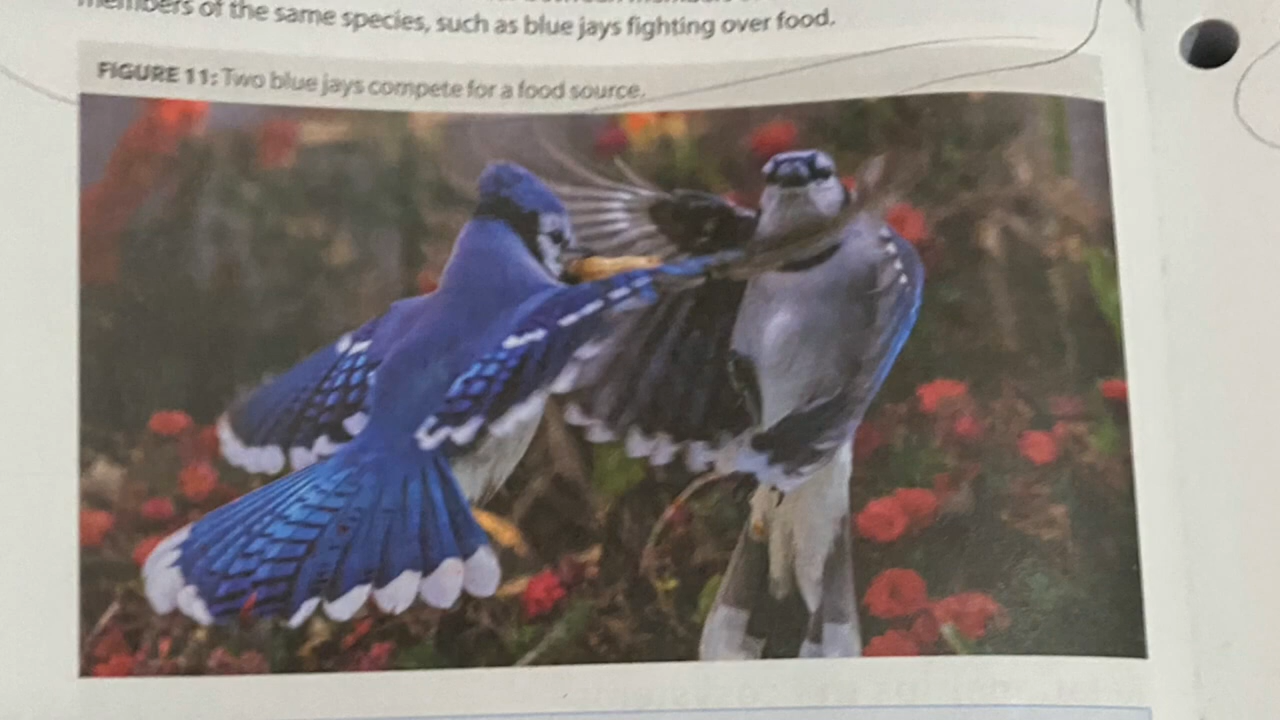 members of the same species, such as blue jays fighting over food.
FIGURE 11: Two blue jays compete for a food source.